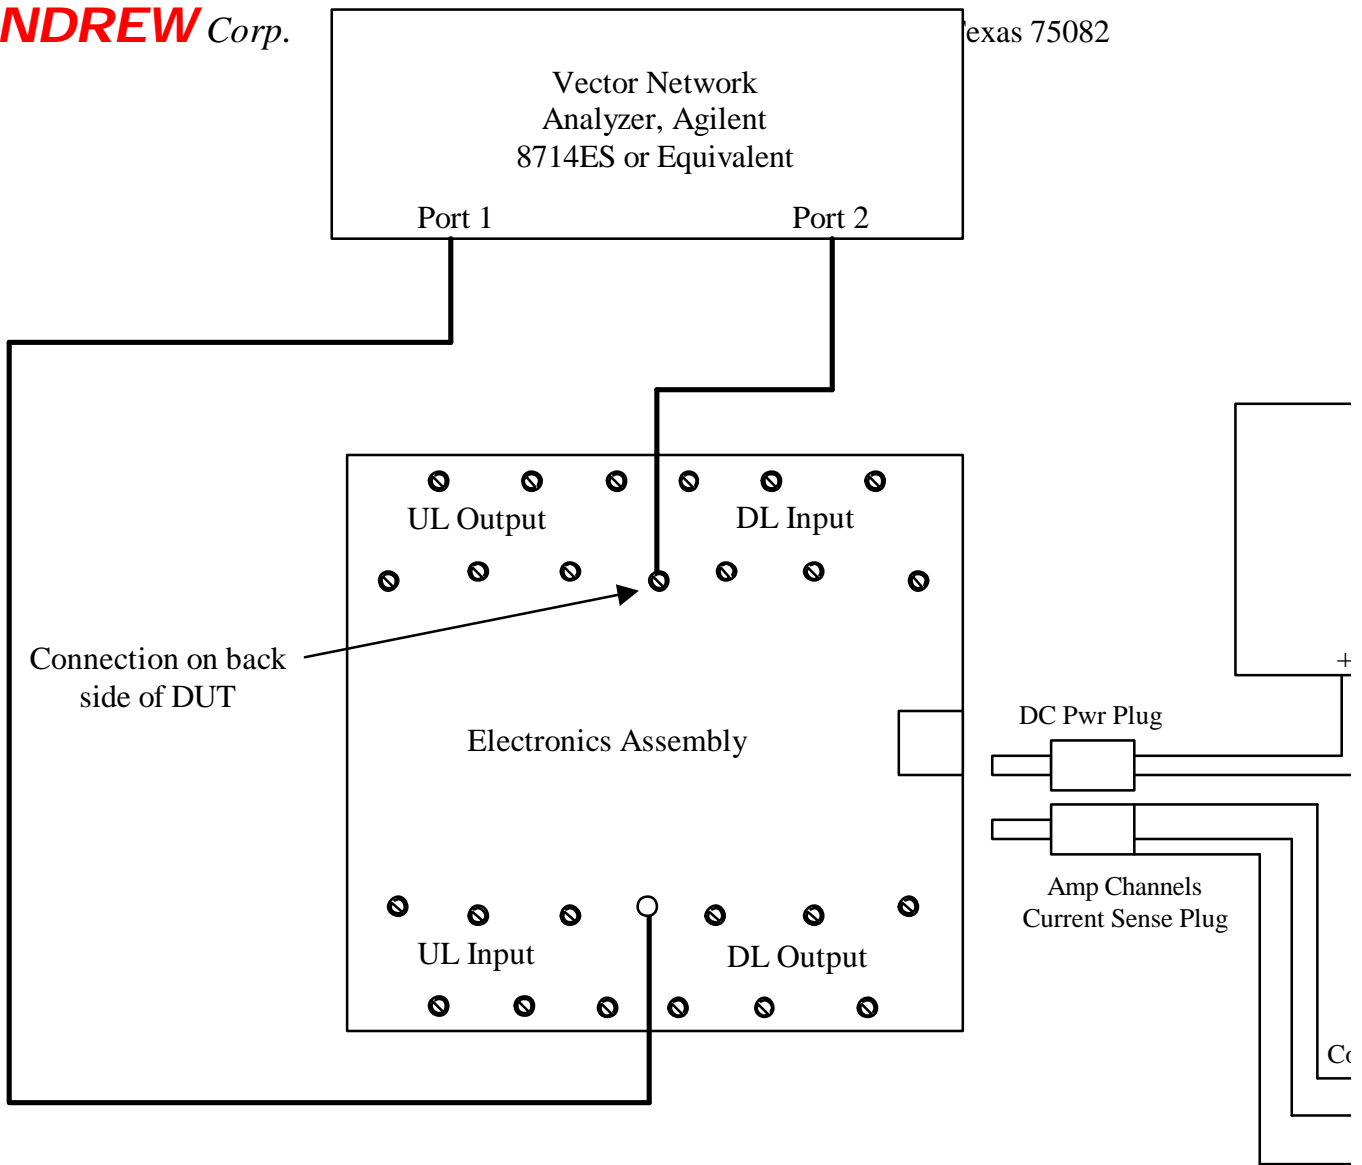 NDREW Corp.
exas 75082
Vector Network
Analyzer, Agilent
8714ES or Equivalent
Port 1
Port 2
UL Output
DL Input
Connection on back
side of DUT
+
DC Pwr Plug
Electronics Assembly
Amp Channels
Current Sense Plug
UL Input
DL Output
Co